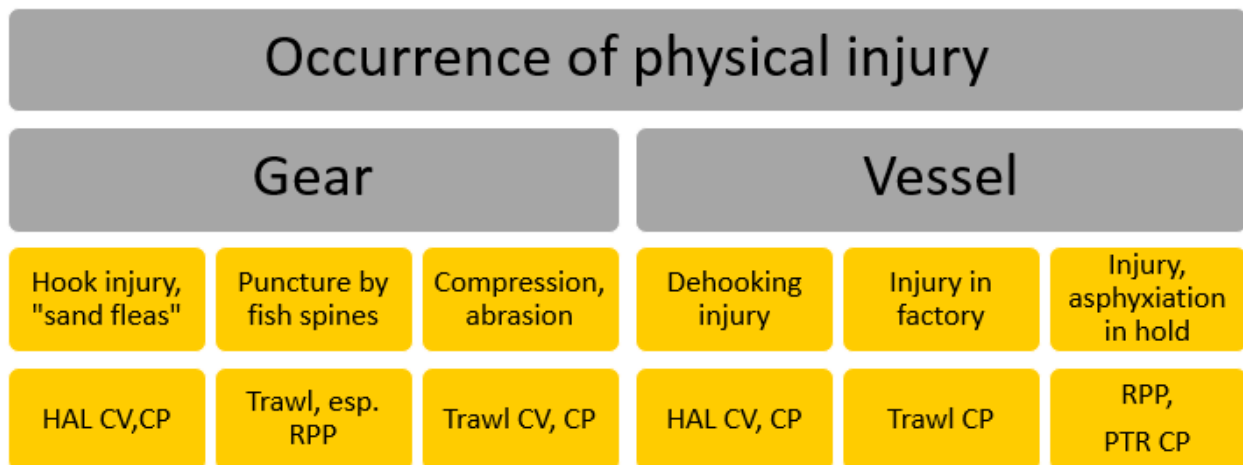 Occurrence of physical injury
Gear
Vessel
Hook injury,
"sand fleas"
Puncture by
fish spines
Compression,
abrasion
Dehooking
injury
Injury in
factory
Injury,
asphyxiation
in hold
HAL CV,CP
Trawl, esp.
RPP
Trawl CV, CP
HAL CV, CP
Trawl CP
RPP,
PTR CP